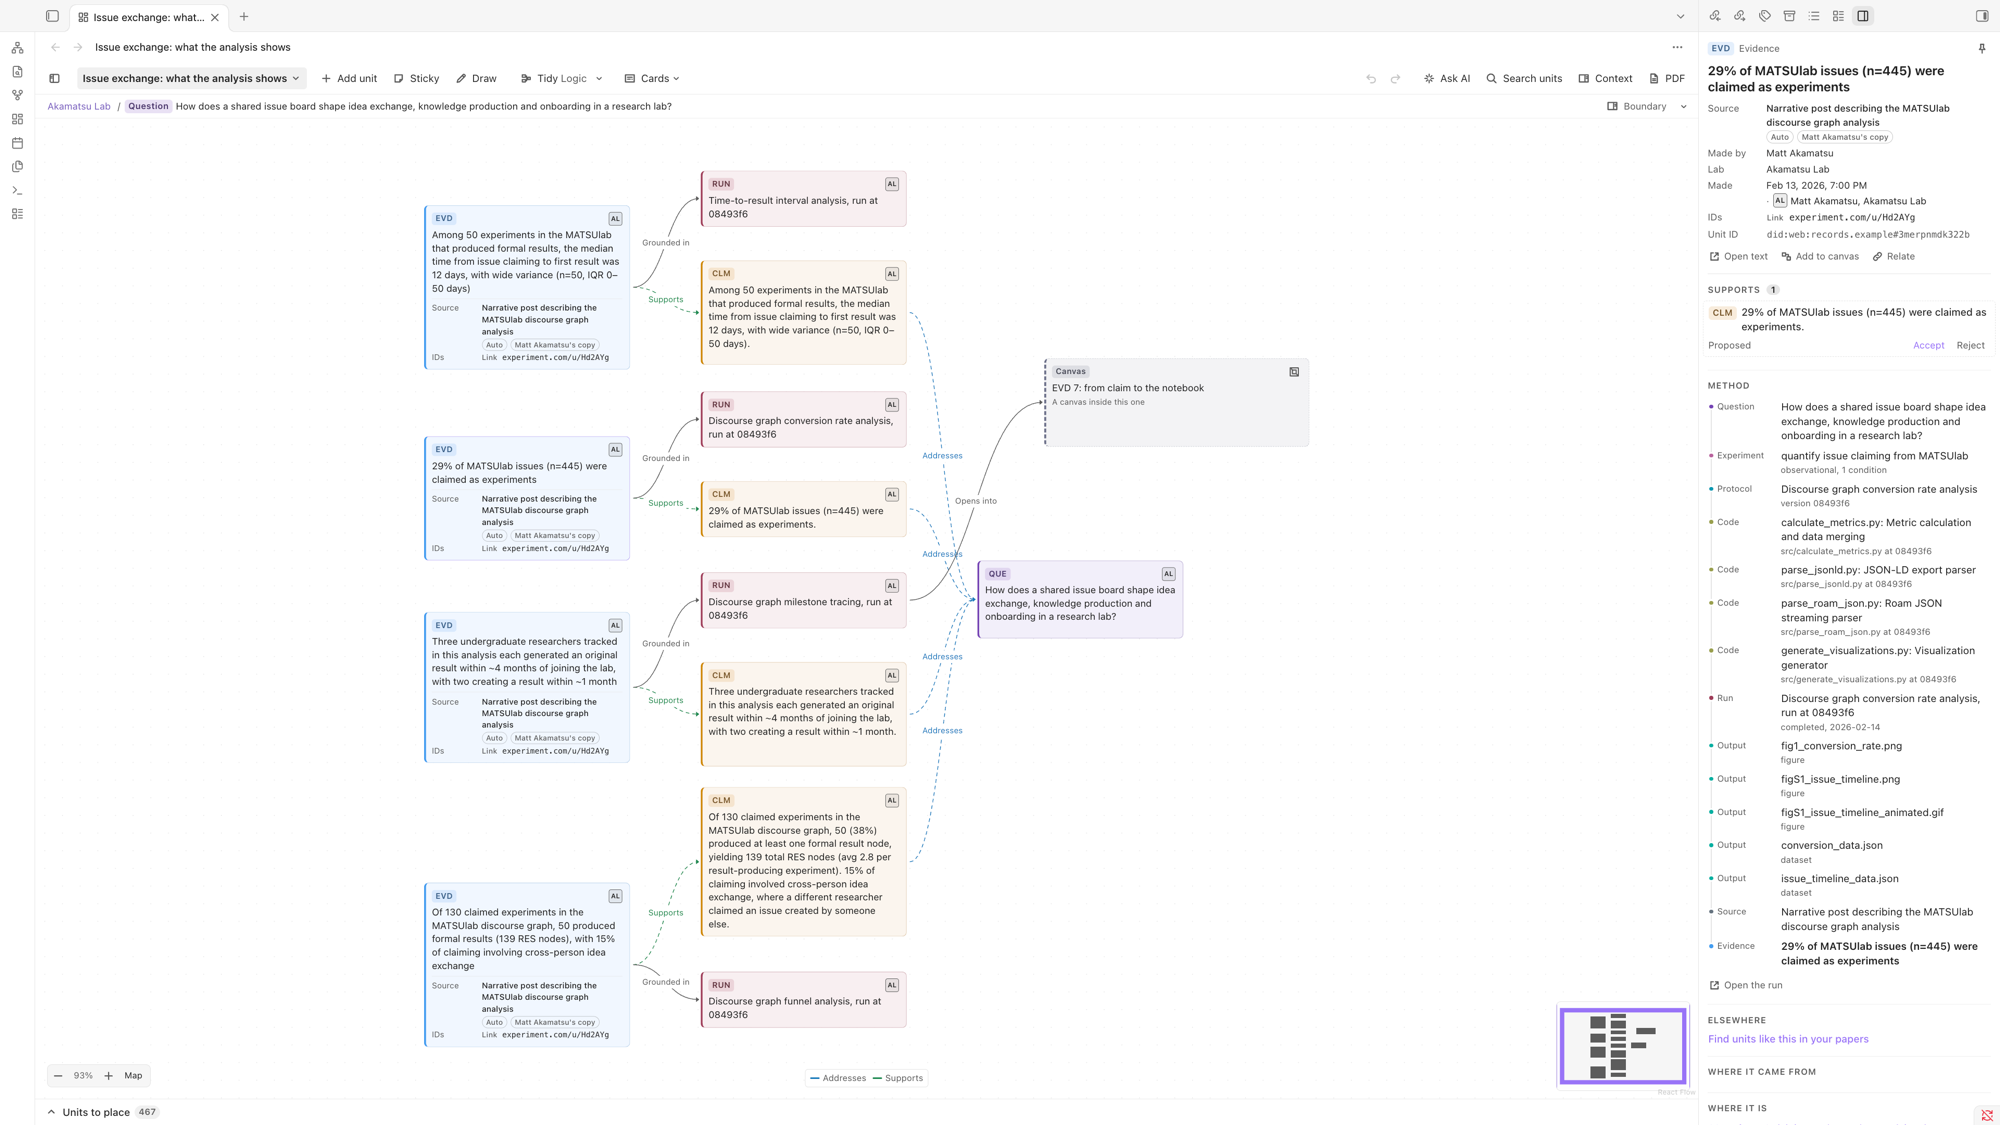 Issue exchange: what...
Issue exchange: what the analysis shows
Issue exchange: what the analysis shows
Add unit
Sticky
Draw
Tidy Logic
Cards
Ask AI
Search units
Context
PDF
Akamatsu Lab / Question How does a shared issue board shape idea exchange, knowledge production and onboarding in a research lab?
Boundary
EVD AL
Among 50 experiments in the MATSUlab
that produced formal results, the median
time from issue claiming to first result was
12 days, with wide variance (n=50, IQR 0–
50 days)
Source Narrative post describing the
MATSUlab discourse graph
analysis
Auto Matt Akamatsu's copy
IDs Link experiment.com/u/Hd2AYg
EVD AL
29% of MATSUlab issues (n=445) were
claimed as experiments
Source Narrative post describing the
MATSUlab discourse graph
analysis
Auto Matt Akamatsu's copy
IDs Link experiment.com/u/Hd2AYg
EVD AL
Three undergraduate researchers tracked
in this analysis each generated an original
result within ~4 months of joining the lab,
with two creating a result within ~1 month
Source Narrative post describing the
MATSUlab discourse graph
analysis
Auto Matt Akamatsu's copy
IDs Link experiment.com/u/Hd2AYg
EVD AL
Of 130 claimed experiments in the
MATSUlab discourse graph, 50 produced
formal results (139 RES nodes), with 15%
of claiming involving cross-person idea
exchange
Source Narrative post describing the
MATSUlab discourse graph
analysis
Auto Matt Akamatsu's copy
IDs Link experiment.com/u/Hd2AYg
Grounded in
Supports
Grounded in
Supports
Grounded in
Supports
Supports
Grounded in
RUN AL
Time-to-result interval analysis, run at
08493f6
CLM AL
Among 50 experiments in the MATSUlab
that produced formal results, the median
time from issue claiming to first result was
12 days, with wide variance (n=50, IQR 0–
50 days).
RUN AL
Discourse graph conversion rate analysis,
run at 08493f6
CLM AL
29% of MATSUlab issues (n=445) were
claimed as experiments.
RUN AL
Discourse graph milestone tracing, run at
08493f6
CLM AL
Three undergraduate researchers tracked
in this analysis each generated an original
result within ~4 months of joining the lab,
with two creating a result within ~1 month.
CLM AL
Of 130 claimed experiments in the
MATSUlab discourse graph, 50 (38%)
produced at least one formal result node,
yielding 139 total RES nodes (avg 2.8 per
result-producing experiment). 15% of
claiming involved cross-person idea
exchange, where a different researcher
claimed an issue created by someone
else.
RUN AL
Discourse graph funnel analysis, run at
08493f6
Addresses
Opens into
Addresses
Addresses
Addresses
Canvas
EVD 7: from claim to the notebook
A canvas inside this one
QUE AL
How does a shared issue board shape idea
exchange, knowledge production and
onboarding in a research lab?
93% Map
Addresses Supports
React Flow
Units to place 467
EVD Evidence
29% of MATSUlab issues (n=445) were
claimed as experiments
Source Narrative post describing the MATSUlab
discourse graph analysis
Auto Matt Akamatsu's copy
Made by Matt Akamatsu
Lab Akamatsu Lab
Made Feb 13, 2026, 7:00 PM
· AL Matt Akamatsu, Akamatsu Lab
IDs Link experiment.com/u/Hd2AYg
Unit ID did:web:records.example#3merpnmdk322b
Open text Add to canvas Relate
SUPPORTS 1
CLM 29% of MATSUlab issues (n=445) were claimed as
experiments.
Proposed Accept Reject
METHOD
Question How does a shared issue board shape idea
exchange, knowledge production and
onboarding in a research lab?
Experiment quantify issue claiming from MATSUlab
observational, 1 condition
Protocol Discourse graph conversion rate analysis
version 08493f6
Code calculate_metrics.py: Metric calculation
and data merging
src/calculate_metrics.py at 08493f6
Code parse_jsonld.py: JSON-LD export parser
src/parse_jsonld.py at 08493f6
Code parse_roam_json.py: Roam JSON
streaming parser
src/parse_roam_json.py at 08493f6
Code generate_visualizations.py: Visualization
generator
src/generate_visualizations.py at 08493f6
Run Discourse graph conversion rate analysis,
run at 08493f6
completed, 2026-02-14
Output fig1_conversion_rate.png
figure
Output figS1_issue_timeline.png
figure
Output figS1_issue_timeline_animated.gif
figure
Output conversion_data.json
dataset
Output issue_timeline_data.json
dataset
Source Narrative post describing the MATSUlab
discourse graph analysis
Evidence 29% of MATSUlab issues (n=445) were
claimed as experiments
Open the run
ELSEWHERE
Find units like this in your papers
WHERE IT CAME FROM
WHERE IT IS